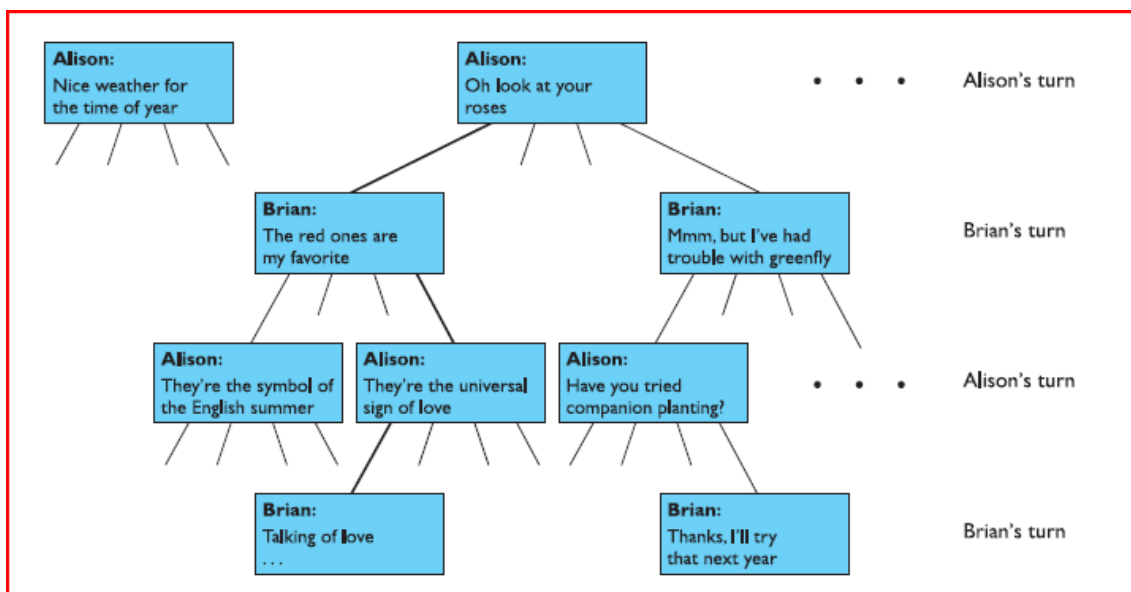 Alison:
Nice weather for
the time of year
Alison:
Oh look at your
roses
• • •
Alison's turn
Brian:
The red ones are
my favorite
Brian:
Mmm, but I've had
trouble with greenfly
Brian's turn
Alison:
They're the symbol of
the English summer
Alison:
They're the universal
sign of love
Alison:
Have you tried
companion planting?
• • •
Alison's turn
Brian:
Talking of love
. . .
Brian:
Thanks, I'll try
that next year
Brian's turn